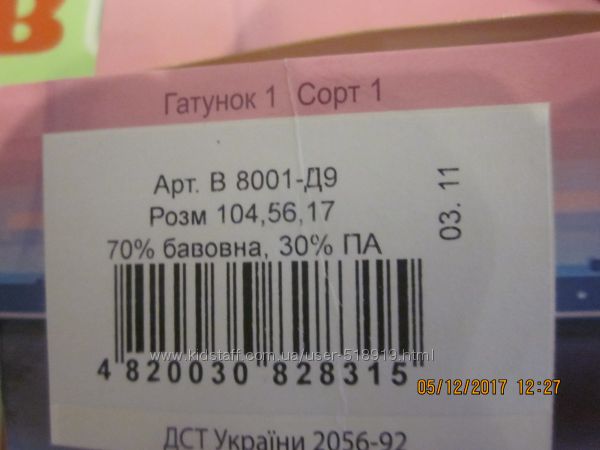 Гатунок 1 Сорт 1
Арт. В 8001-Д9
Розм 104,56,17
70% бавовна, 30% ПА
03. 11
www.kidstaff.com.ua/user-518913.html
4 820030 828315
05/12/2017 12:27
ДСТ України 2056-92